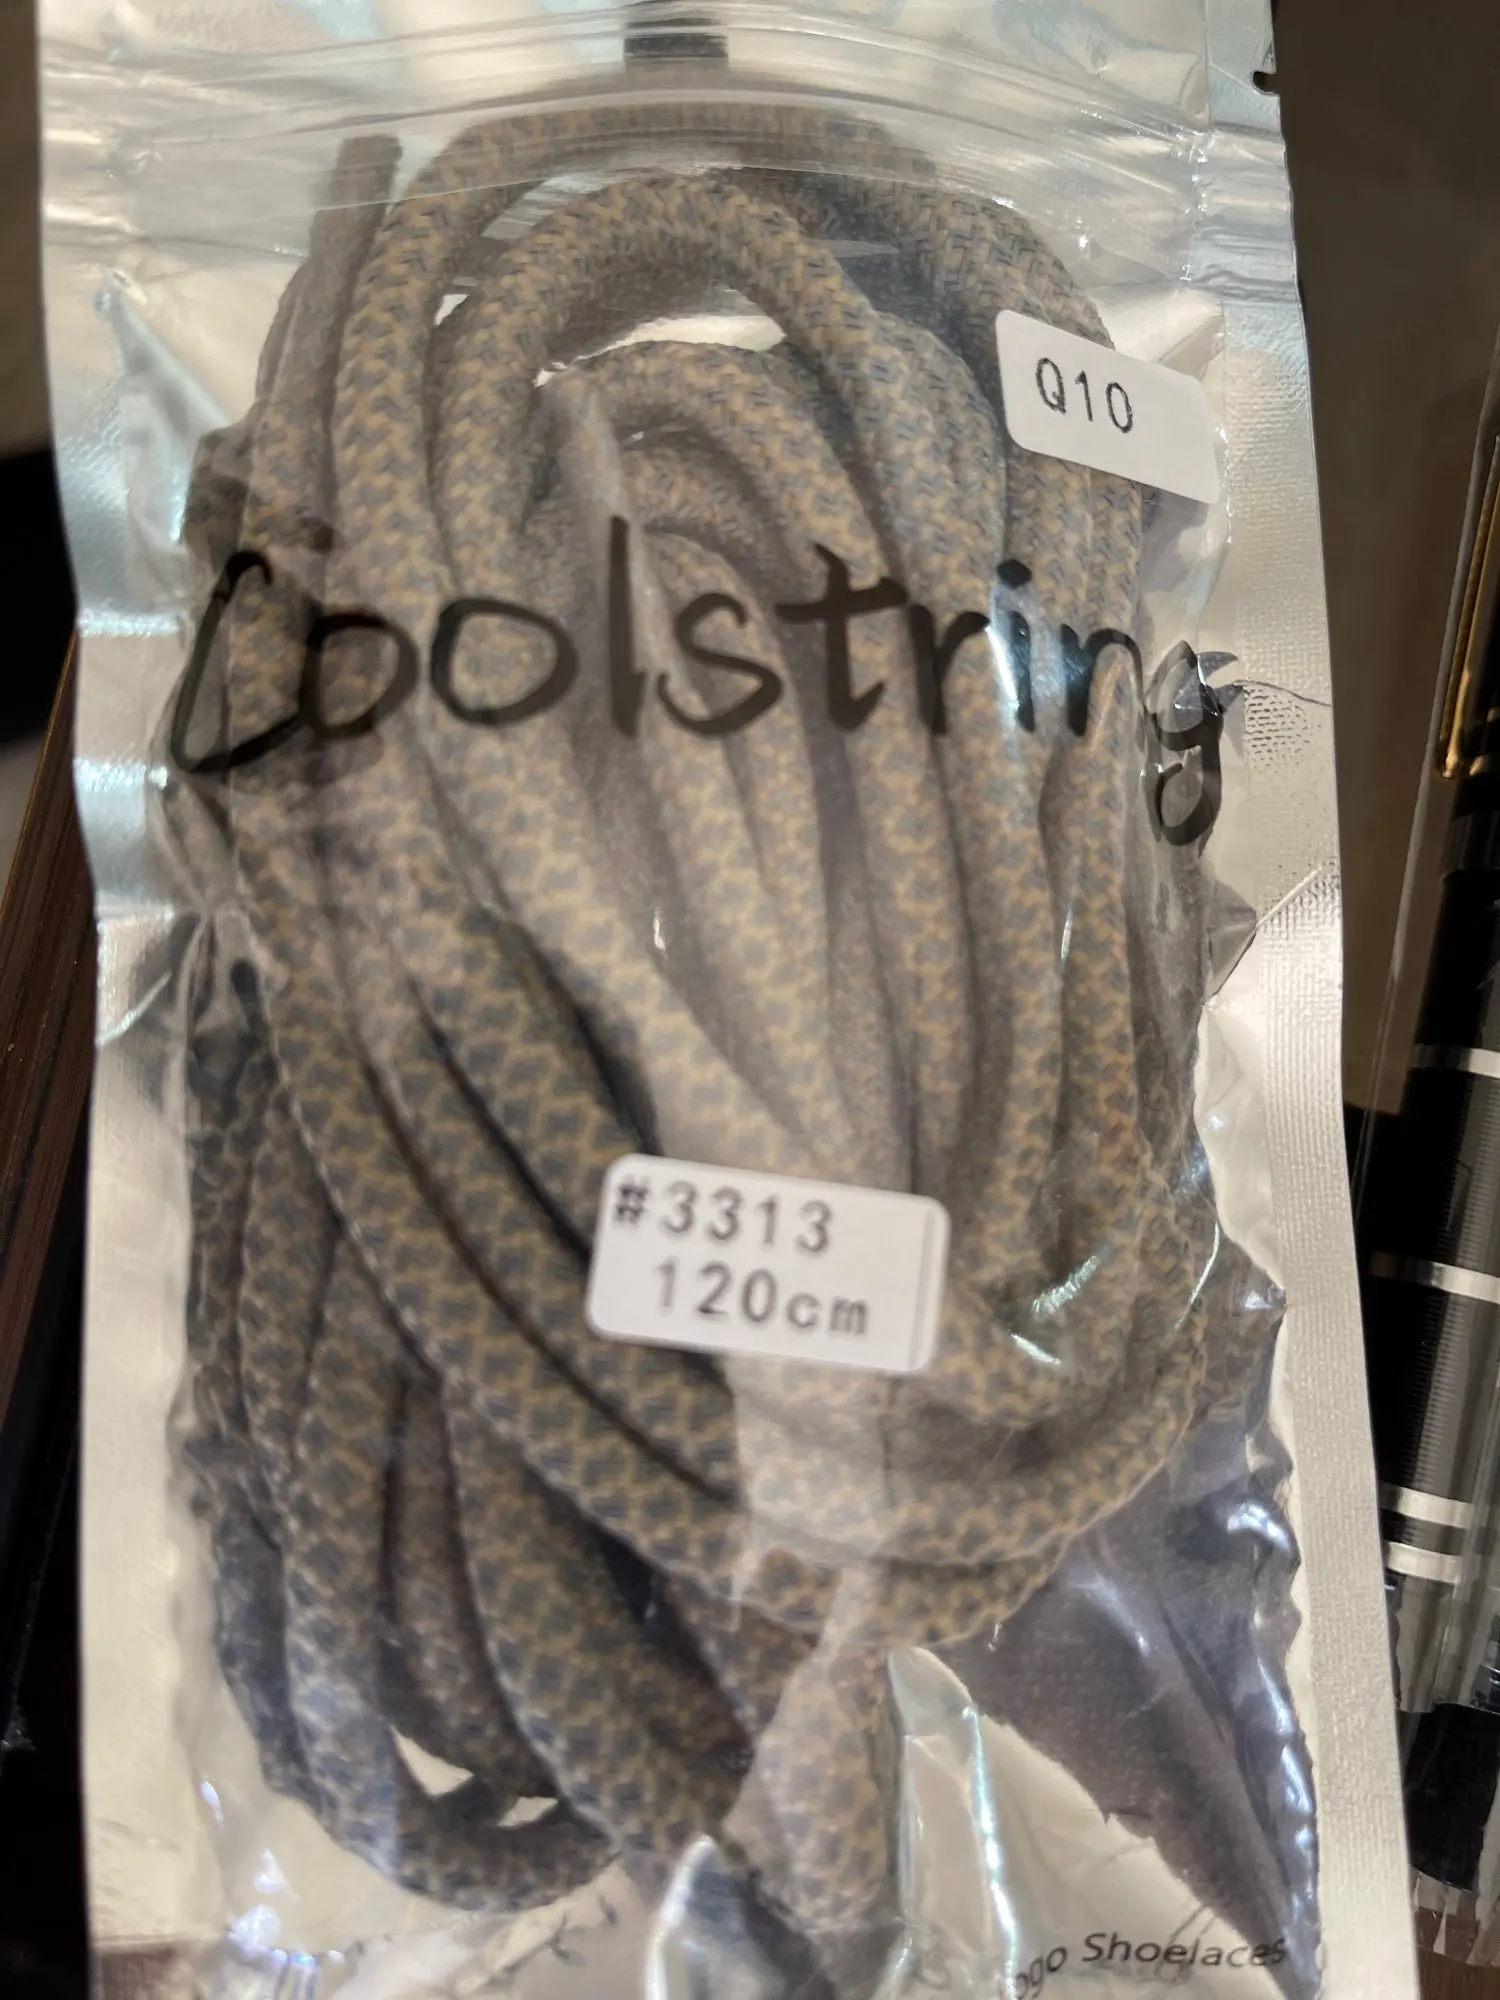 Q10
Coolstring
#3313
120cm
Shoelaces